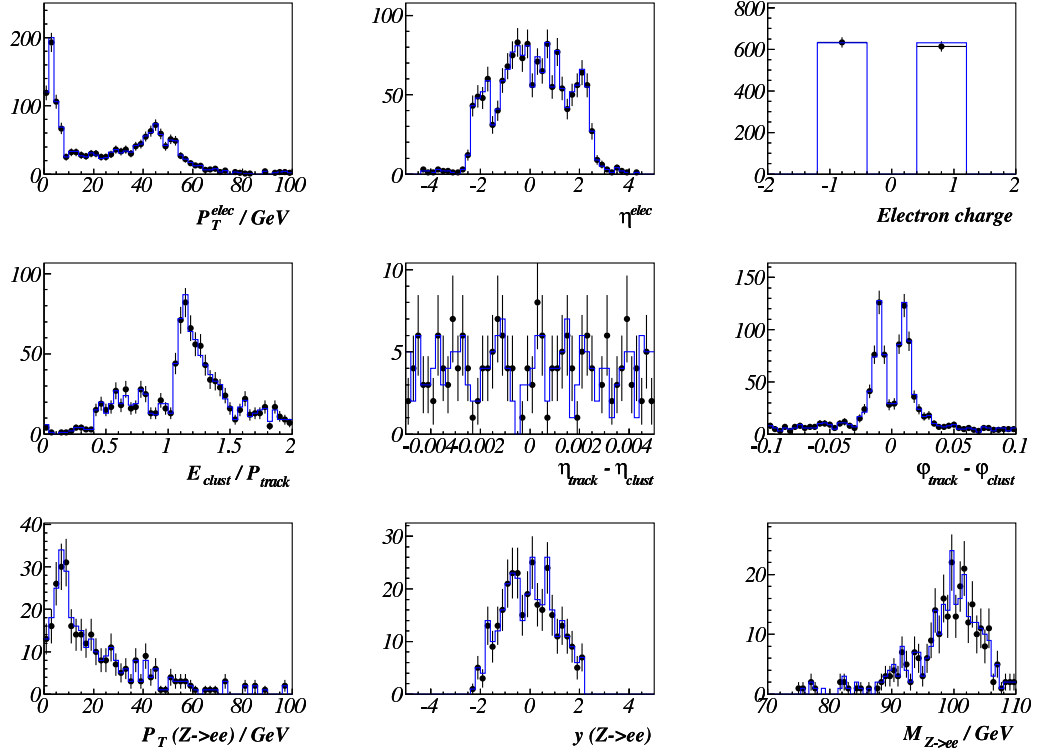 200
100
0
0 20 40 60 80 100
P_T^elec / GeV
100
50
0
-4 -2 0 2 4
η^elec
800
600
400
200
0
-2 -1 0 1 2
Electron charge
100
50
0
0.5 1 1.5 2
E_clust / P_track
10
5
0
-0.004 -0.002 0 0.002 0.004
η_track - η_clust
150
100
50
0
-0.1 -0.05 0 0.05 0.1
φ_track - φ_clust
40
30
20
10
0
0 20 40 60 80 100
P_T (Z->ee) / GeV
30
20
10
0
-4 -2 0 2 4
y (Z->ee)
20
10
0
70 80 90 100 110
M_Z->ee / GeV